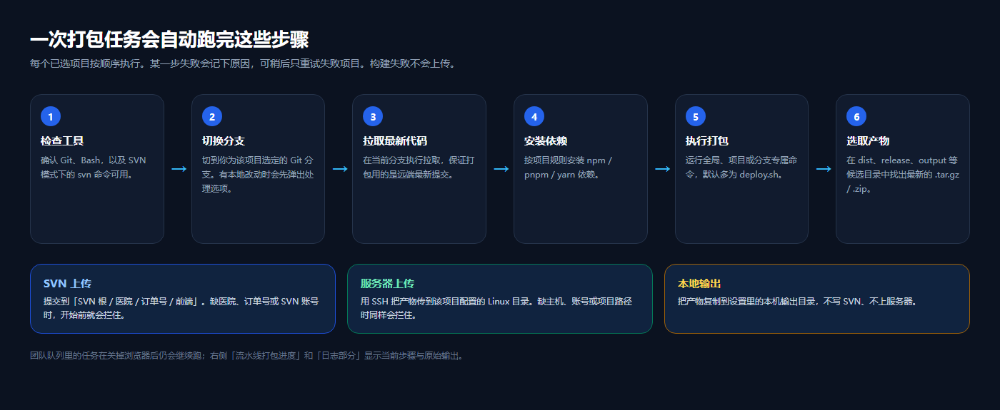 一次打包任务会自动跑完这些步骤
每个已选项目按顺序执行。某一步失败会记下原因，可稍后只重试失败项目。构建失败不会上传。
1
检查工具
确认 Git、Bash，以及 SVN
模式下的 svn 命令可用。
→
2
切换分支
切到你为该项目选定的 Git 分
支。有本地改动时会先弹出处
理选项。
→
3
拉取最新代码
在当前分支执行拉取，保证打
包用的是远端最新提交。
→
4
安装依赖
按项目规则安装 npm /
pnpm / yarn 依赖。
→
5
执行打包
运行全局、项目或分支专属命
令，默认多为 deploy.sh。
→
6
选取产物
在 dist、release、output 等
候选目录中找出最新的 .tar.gz
/ .zip。
SVN 上传
提交到「SVN 根 / 医院 / 订单号 / 前端」。缺医院、订单号或 SVN 账号
时，开始前就会拦住。
服务器上传
用 SSH 把产物传到该项目配置的 Linux 目录。缺主机、账号或项目路径
时同样会拦住。
本地输出
把产物复制到设置里的本机输出目录，不写 SVN、不上服务器。
团队队列里的任务在关掉浏览器后仍会继续跑；右侧「流水线打包进度」和「日志部分」显示当前步骤与原始输出。